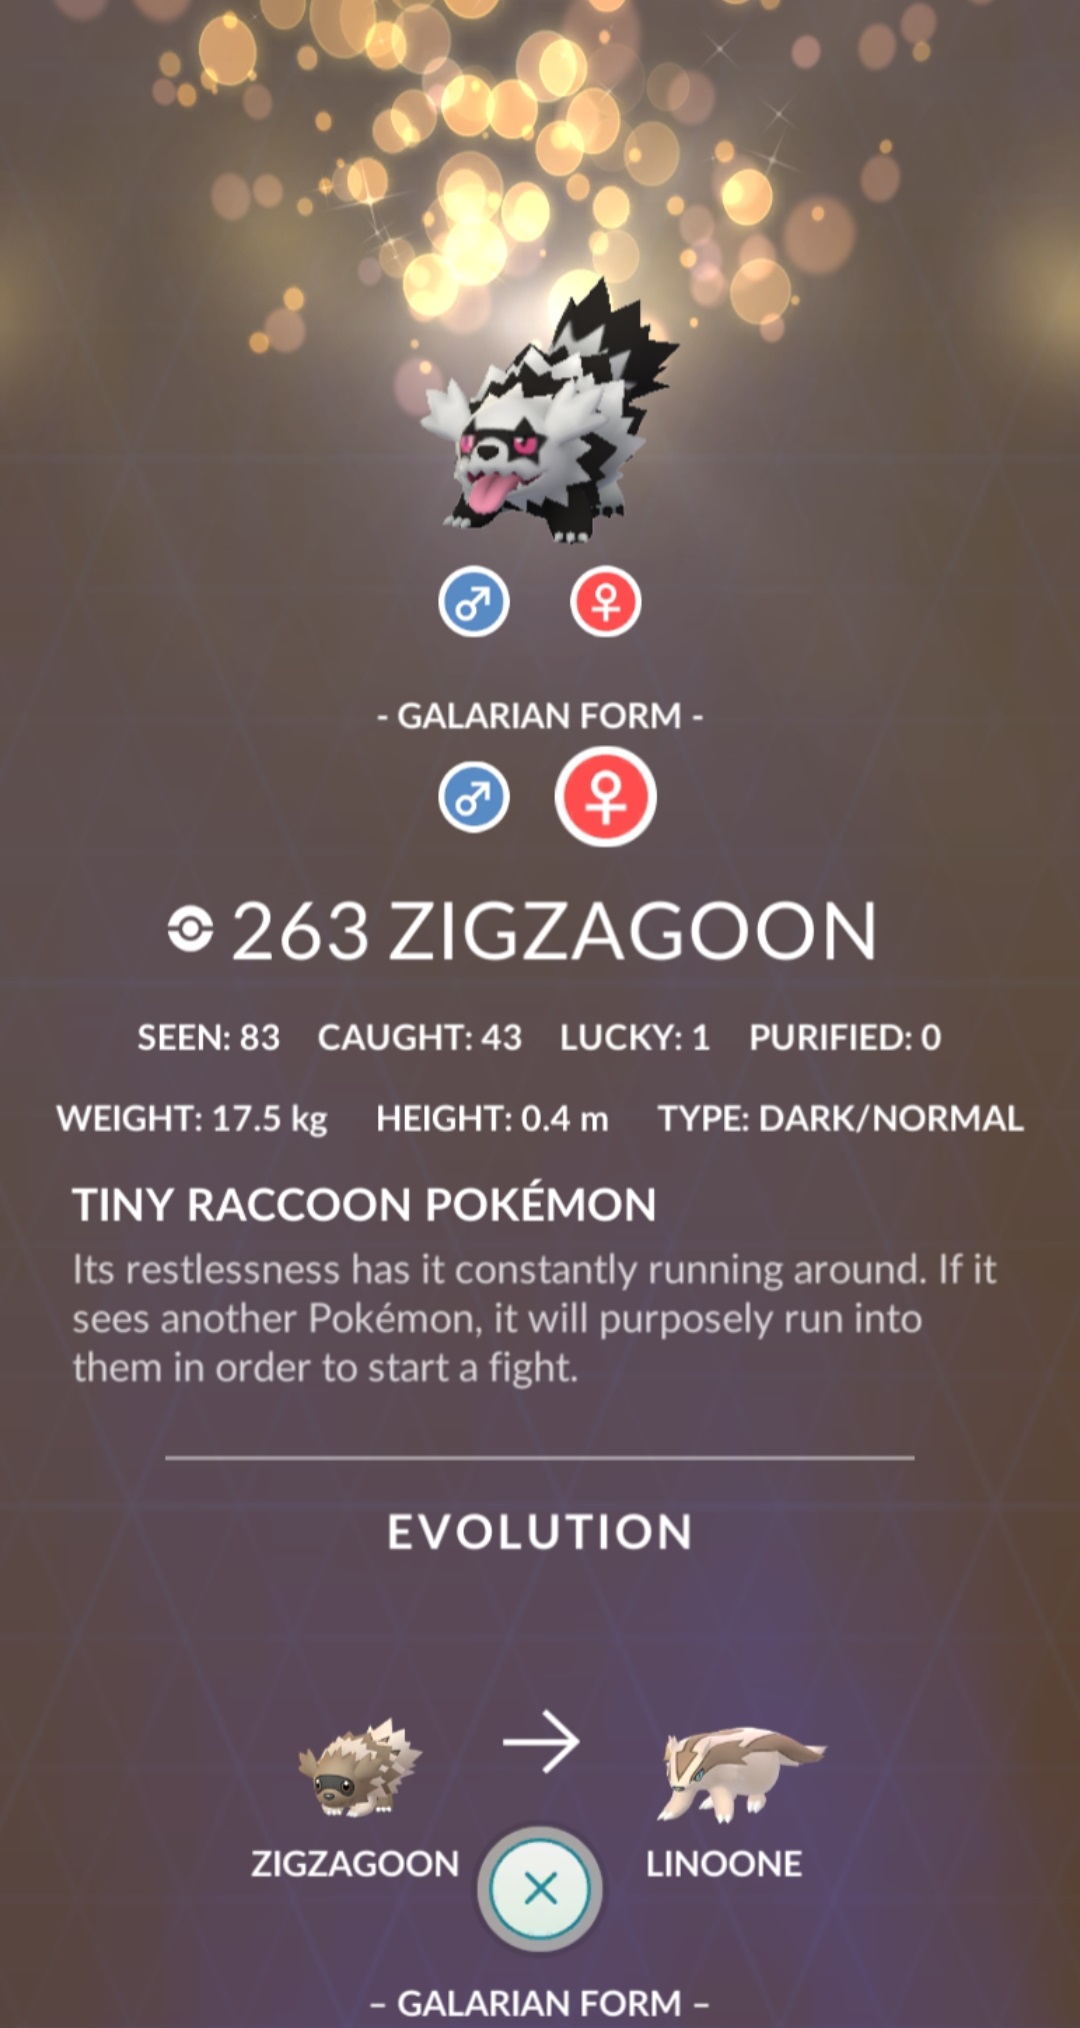 - GALARIAN FORM -
263 ZIGZAGOON
SEEN: 83 CAUGHT: 43 LUCKY: 1 PURIFIED: 0
WEIGHT: 17.5 kg HEIGHT: 0.4 m TYPE: DARK/NORMAL
TINY RACCOON POKÉMON
Its restlessness has it constantly running around. If it
sees another Pokémon, it will purposely run into
them in order to start a fight.
EVOLUTION
ZIGZAGOON LINOONE
– GALARIAN FORM –